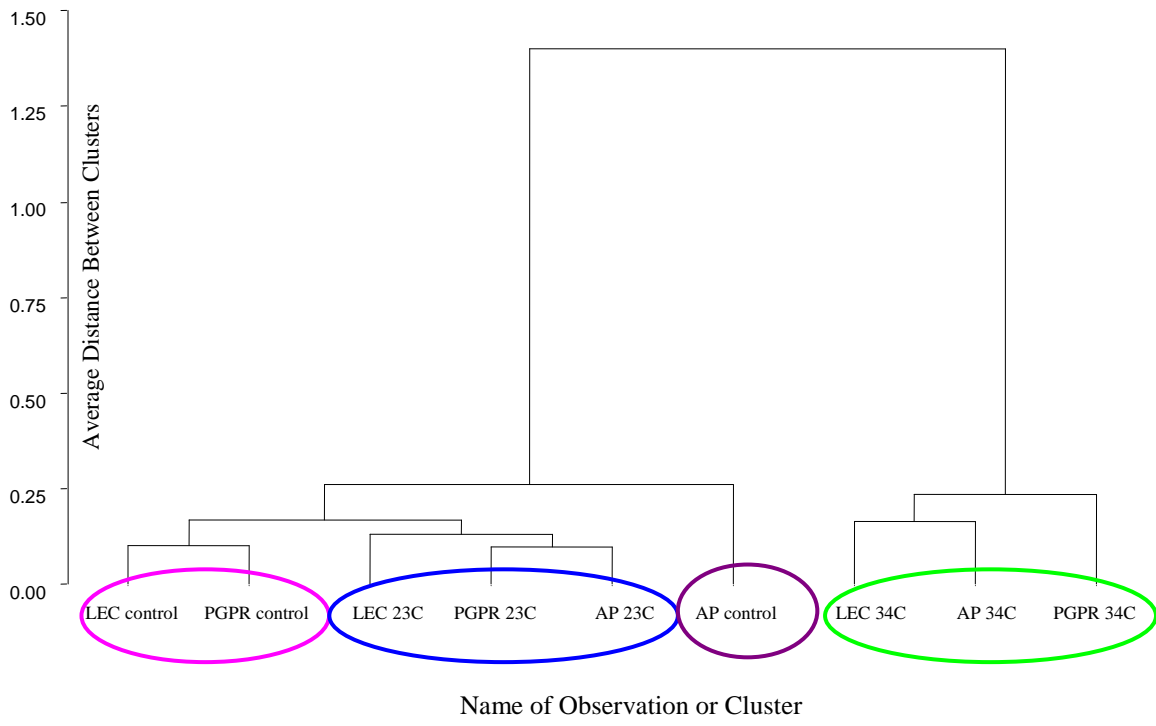 1.50
1.25
1.00
0.75
0.50
0.25
0.00
Average Distance Between Clusters
LEC control
PGPR control
LEC 23C
PGPR 23C
AP 23C
AP control
LEC 34C
AP 34C
PGPR 34C
Name of Observation or Cluster